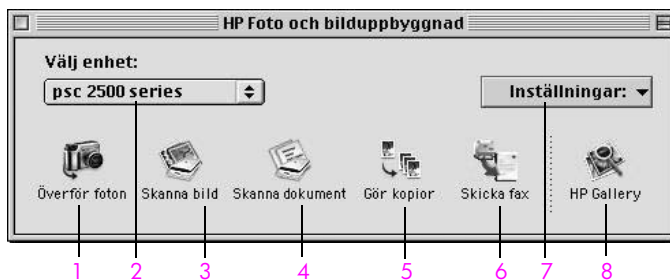 HP Foto och bilduppbyggnad
Välj enhet:
psc 2500 series
Inställningar:
Överför foton Skanna bild Skanna dokument Gör kopior Skicka fax HP Gallery
1 2 3 4 5 6 7 8